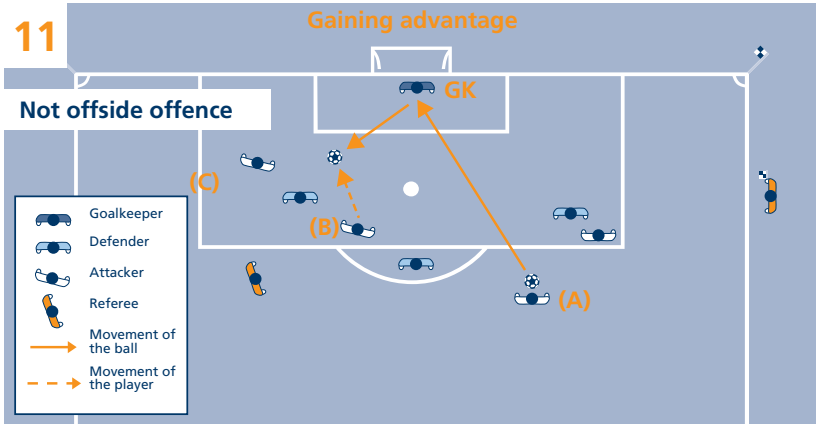 11
Gaining advantage
GK
Not offside offence
(C)
(B)
(A)
Goalkeeper
Defender
Attacker
Referee
Movement of
the ball
Movement of
the player